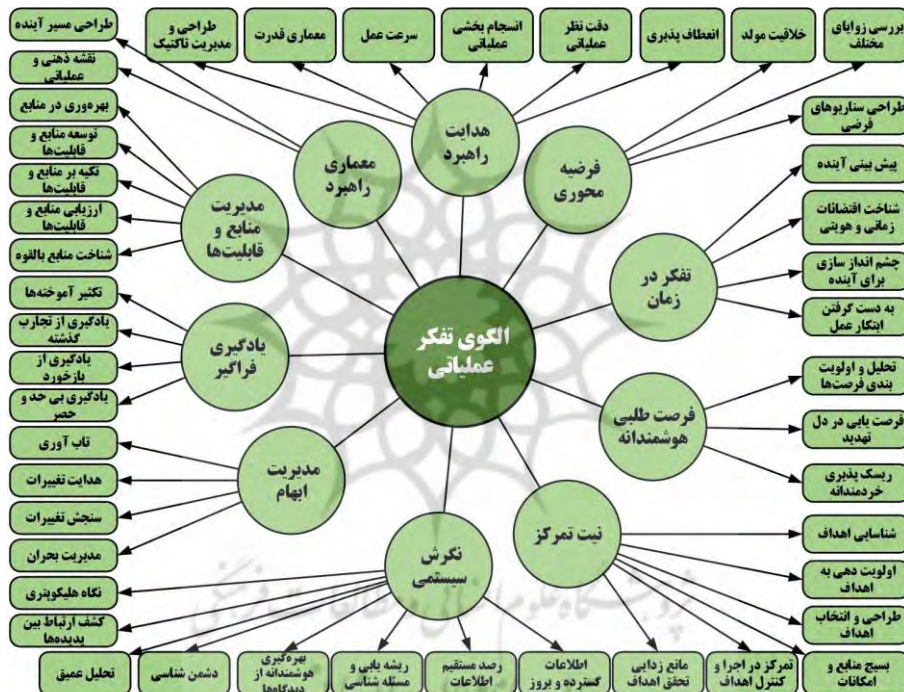 بررسی زوایای
مختلف
خلاقیت مولد
انعطاف پذیری
دقت نظر
عملیاتی
انسجام بخشی
عملیاتی
سرعت عمل
معماری قدرت
طراحی و
مدیریت تاکتیک
طراحی مسیر آینده
نقشه ذهنی و
عملیاتی
بهره‌وری در منابع
توسعه منابع و
قابلیت‌ها
تکیه بر منابع و
قابلیت‌ها
ارزیابی منابع و
قابلیت‌ها
شناخت منابع بالقوه
تکثیر آموخته‌ها
یادگیری از تجارب
گذشته
یادگیری از
بازخورد
یادگیری بی حد و
حصر
تاب آوری
هدایت تغییرات
سنجش تغییرات
مدیریت بحران
نگاه هلیکوپتری
کشف ارتباط بین
پدیده‌ها
تحلیل عمیق
دشمن شناسی
بهره‌گیری
هوشمندانه از
دیدگاه‌ها
ریشه یابی و
مسئله شناسی
رصد مستقیم
اطلاعات
اطلاعات
گسترده و بروز
مانع زدایی
تحقق اهداف
تمرکز در اجرا و
کنترل اهداف
بسیج منابع و
امکانات
طراحی و انتخاب
اهداف
اولویت دهی به
اهداف
شناسایی اهداف
ریسک پذیری
خردمندانه
فرصت یابی در دل
تهدید
تحلیل و اولویت
بندی فرصت‌ها
به دست گرفتن
ابتکار عمل
چشم انداز سازی
برای آینده
شناخت اقتضائات
زمانی و هویتی
پیش بینی آینده
طراحی سناریوهای
فرضی
هدایت
راهبرد
فرضیه
محوری
تفکر در
زمان
فرصت طلبی
هوشمندانه
نیت تمرکز
نگرش
سیستمی
مدیریت
ابهام
یادگیری
فراگیر
مدیریت
منابع و
قابلیت‌ها
معماری
راهبرد
الگوی تفکر
عملیاتی
پژوهشگاه علوم انسانی و مطالعات فرهنگی